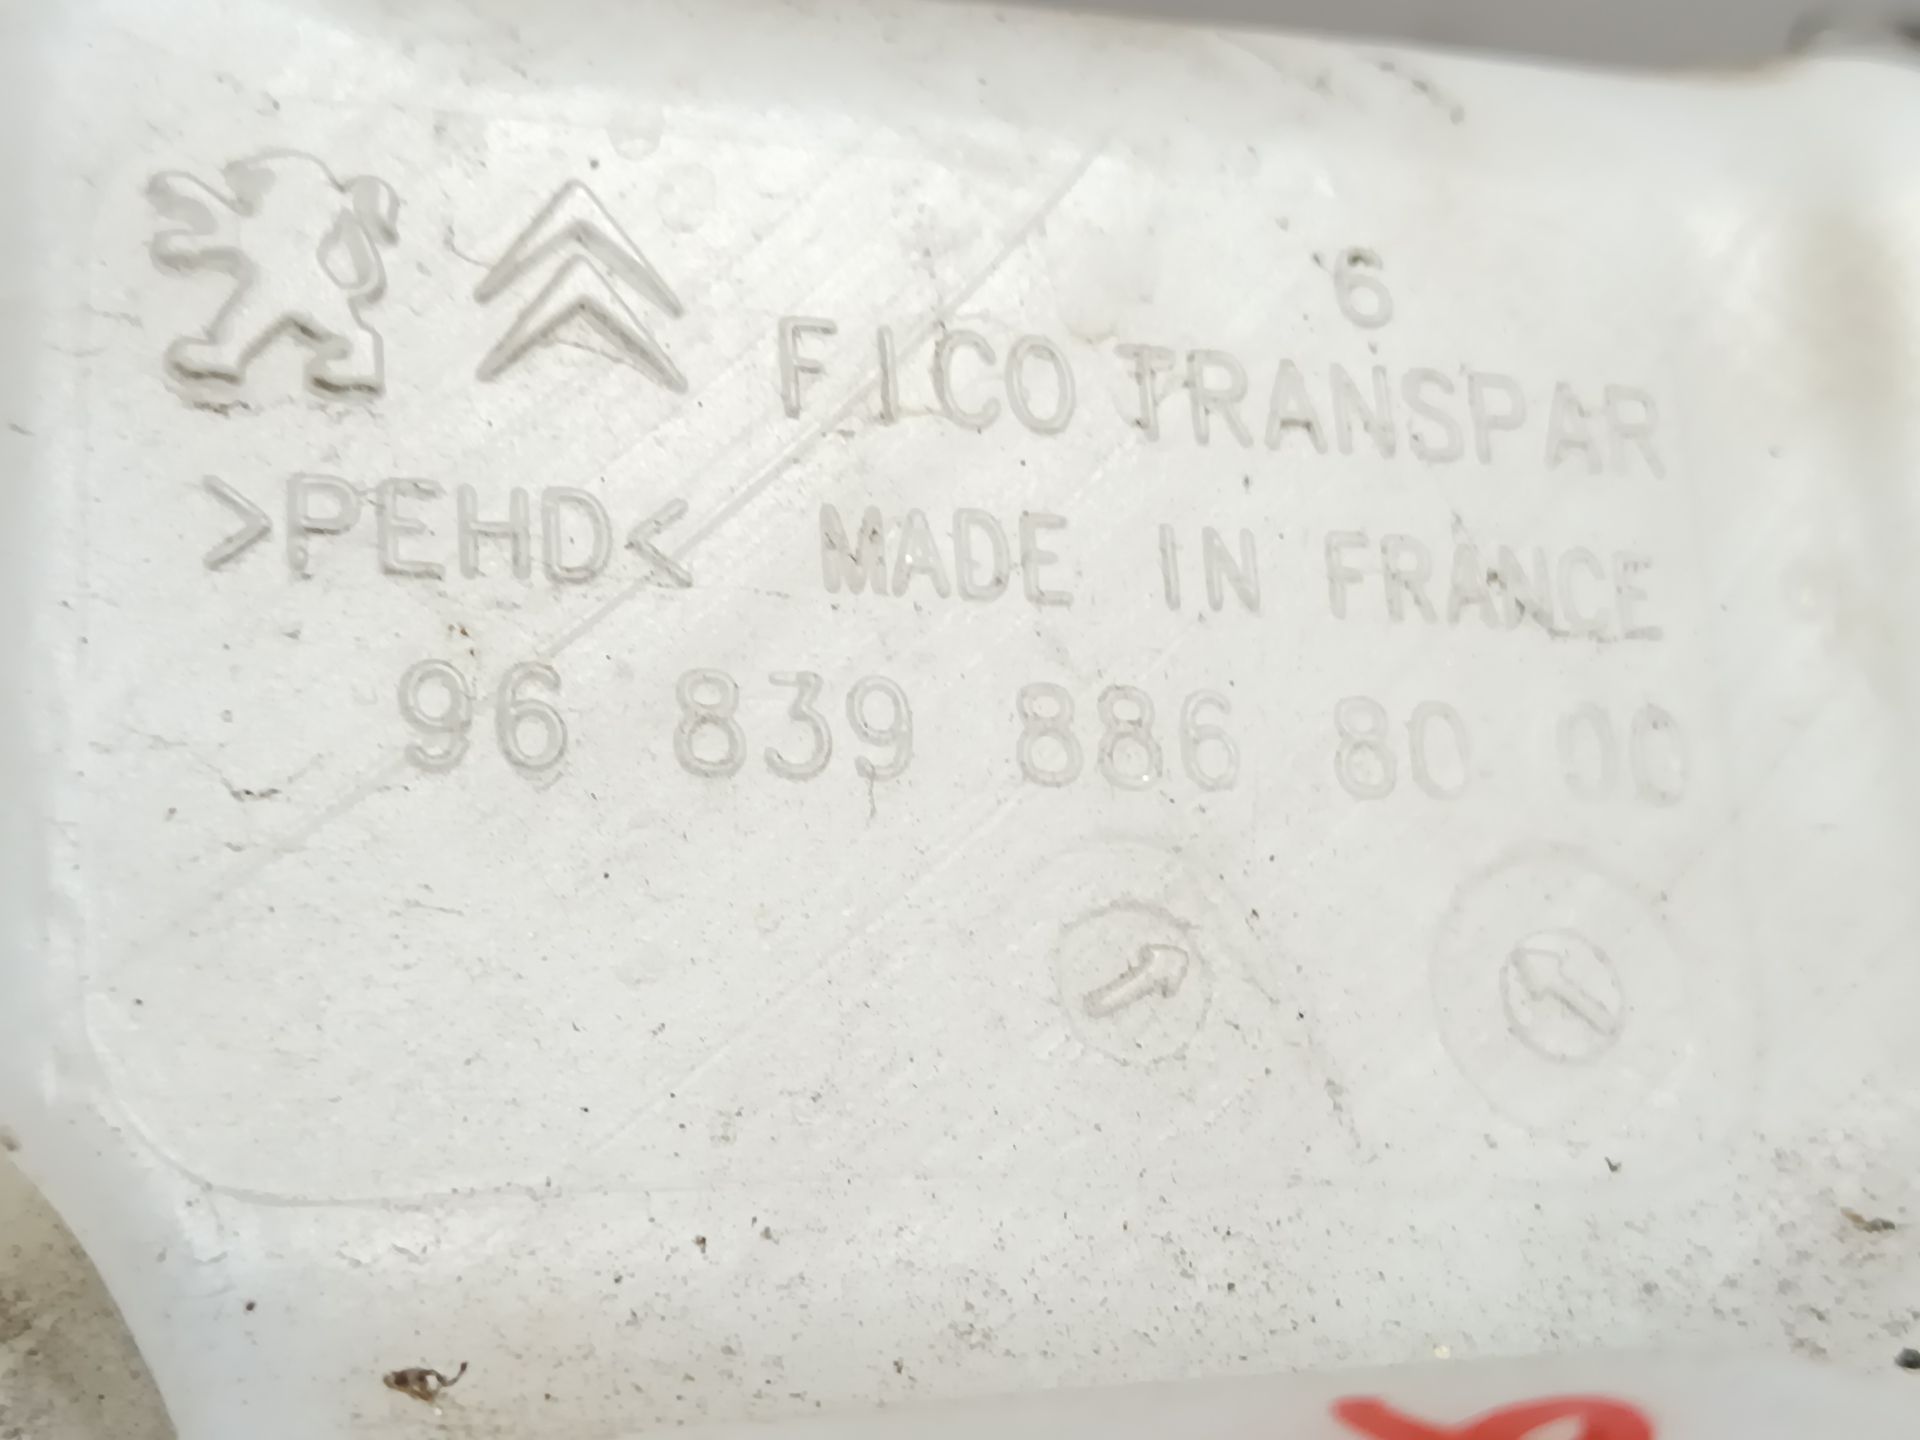 6
FICO TRANSPAR
>PEHD< MADE IN FRANCE
96 839 886 80 00